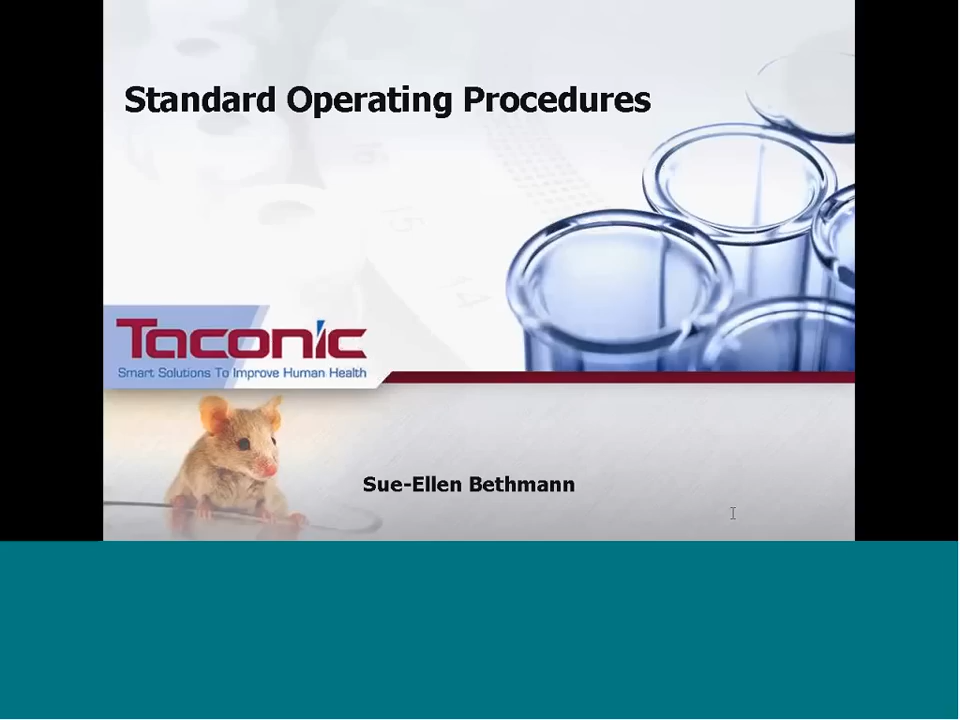 Standard Operating Procedures
Taconic
Smart Solutions To Improve Human Health
Sue-Ellen Bethmann